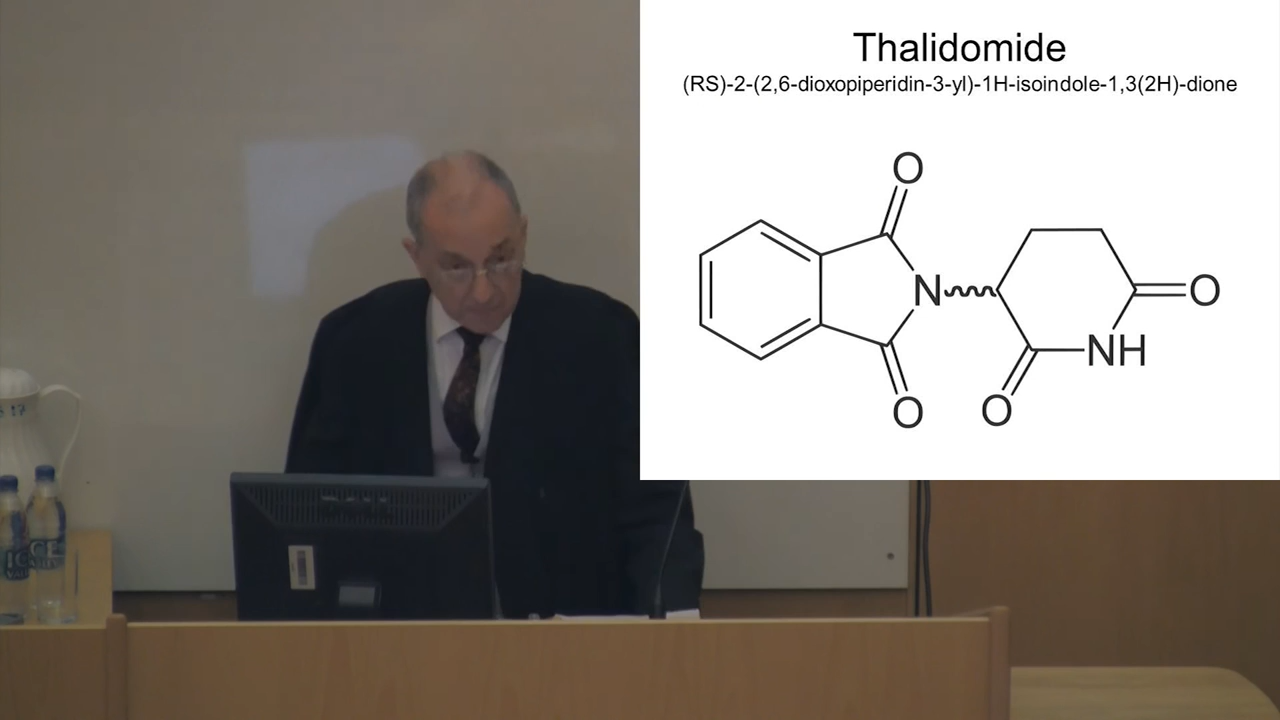 Thalidomide
(RS)-2-(2,6-dioxopiperidin-3-yl)-1H-isoindole-1,3(2H)-dione
O
N
O
O
NH
O